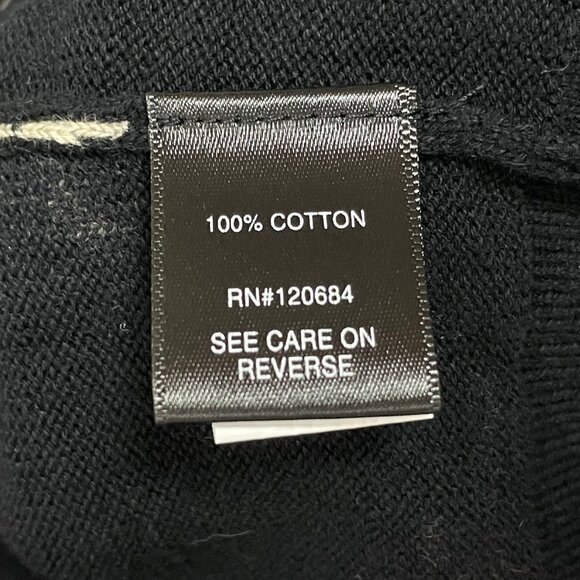 100% COTTON
RN#120684
SEE CARE ON
REVERSE